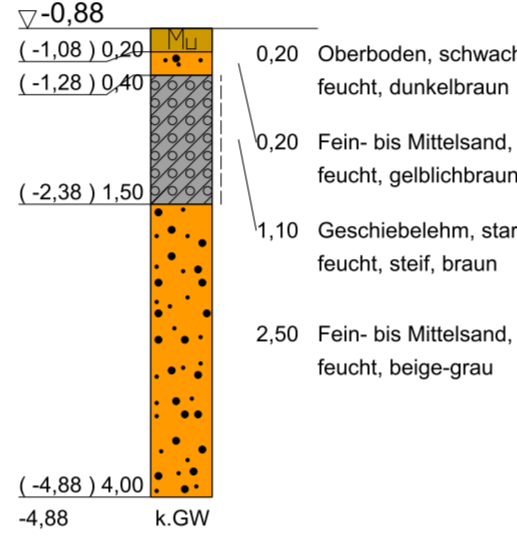 -0,88
Mu
( -1,08 ) 0,20
( -1,28 ) 0,40
( -2,38 ) 1,50
( -4,88 ) 4,00
-4,88 k.GW
0,20 Oberboden,
feucht, dunkelbraun
0,20 Fein- bis Mittelsand,
feucht, gelblichbraun
1,10 Geschiebelehm,
feucht, steif, braun
2,50 Fein- bis Mittelsand,
feucht, beige-grau